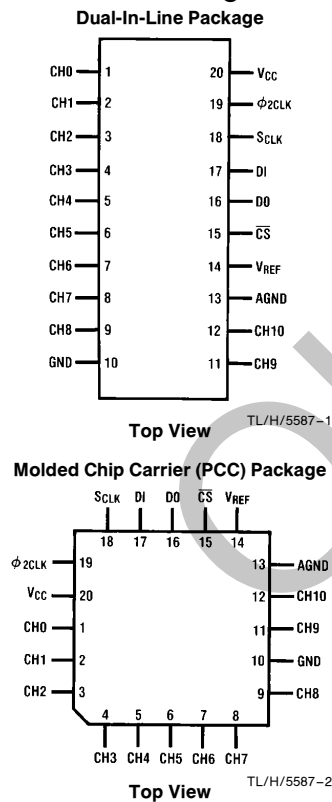 Dual-In-Line Package
CH0 1 20 VCC
CH1 2 19 ϕ2CLK
CH2 3 18 SCLK
CH3 4 17 DI
CH4 5 16 D0
CH5 6 15 C̅S̅
CH6 7 14 VREF
CH7 8 13 AGND
CH8 9 12 CH10
GND 10 11 CH9
Top View TL/H/5587–1
Molded Chip Carrier (PCC) Package
SCLK DI D0 C̅S̅ VREF
18 17 16 15 14
ϕ2CLK 19 13 AGND
VCC 20 12 CH10
CH0 1 11 CH9
CH1 2 10 GND
CH2 3 9 CH8
4 5 6 7 8
CH3 CH4 CH5 CH6 CH7
Top View TL/H/5587–2